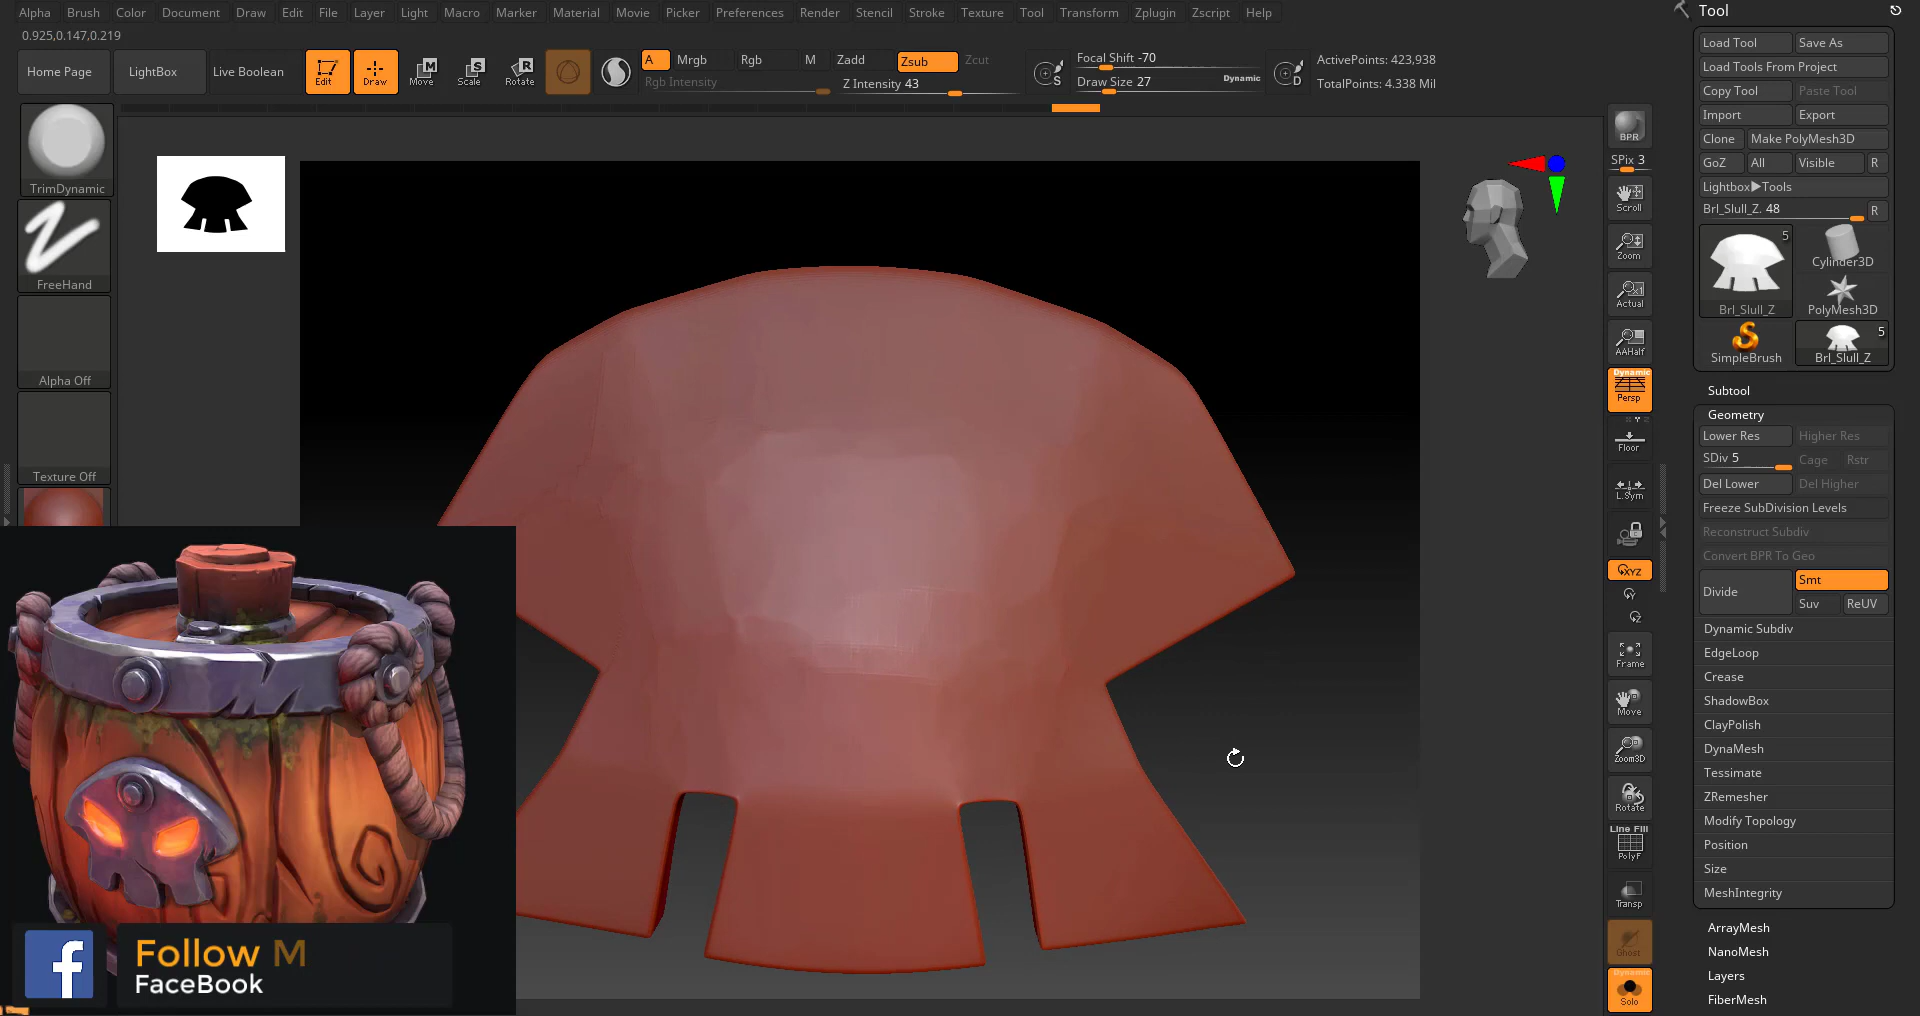 Alpha Brush Color Document Draw Edit File Layer Light Macro Marker Material Movie Picker Preferences Render Stencil Stroke Texture Tool Transform Zplugin Zscript Help
0.925,0.147,0.219
Home Page LightBox Live Boolean Edit Draw Move Scale Rotate
A Mrgb Rgb M Zadd Zsub Zcut
Rgb Intensity Z Intensity 43
Focal Shift -70
Draw Size 27 Dynamic
ActivePoints: 423,938
TotalPoints: 4.338 Mil
TrimDynamic
FreeHand
Alpha Off
Texture Off
BPR
SPix 3
Scroll
Zoom
Actual
AAHalf
Dynamic
Persp
Floor
L.Sym
XYZ
Y
Z
Frame
Move
Zoom3D
Rotate
Line Fill
PolyF
Transp
Ghost
Dynamic
Solo
Tool
Load Tool Save As
Load Tools From Project
Copy Tool Paste Tool
Import Export
Clone Make PolyMesh3D
GoZ All Visible R
Lightbox▶Tools
Brl_Slull_Z. 48 R
5
Brl_Slull_Z
Cylinder3D
PolyMesh3D
SimpleBrush
5
Brl_Slull_Z
Subtool
Geometry
Lower Res Higher Res
SDiv 5 Cage Rstr
Del Lower Del Higher
Freeze SubDivision Levels
Reconstruct Subdiv
Convert BPR To Geo
Divide Smt
Suv ReUV
Dynamic Subdiv
EdgeLoop
Crease
ShadowBox
ClayPolish
DynaMesh
Tessimate
ZRemesher
Modify Topology
Position
Size
MeshIntegrity
ArrayMesh
NanoMesh
Layers
FiberMesh
Follow M
FaceBook